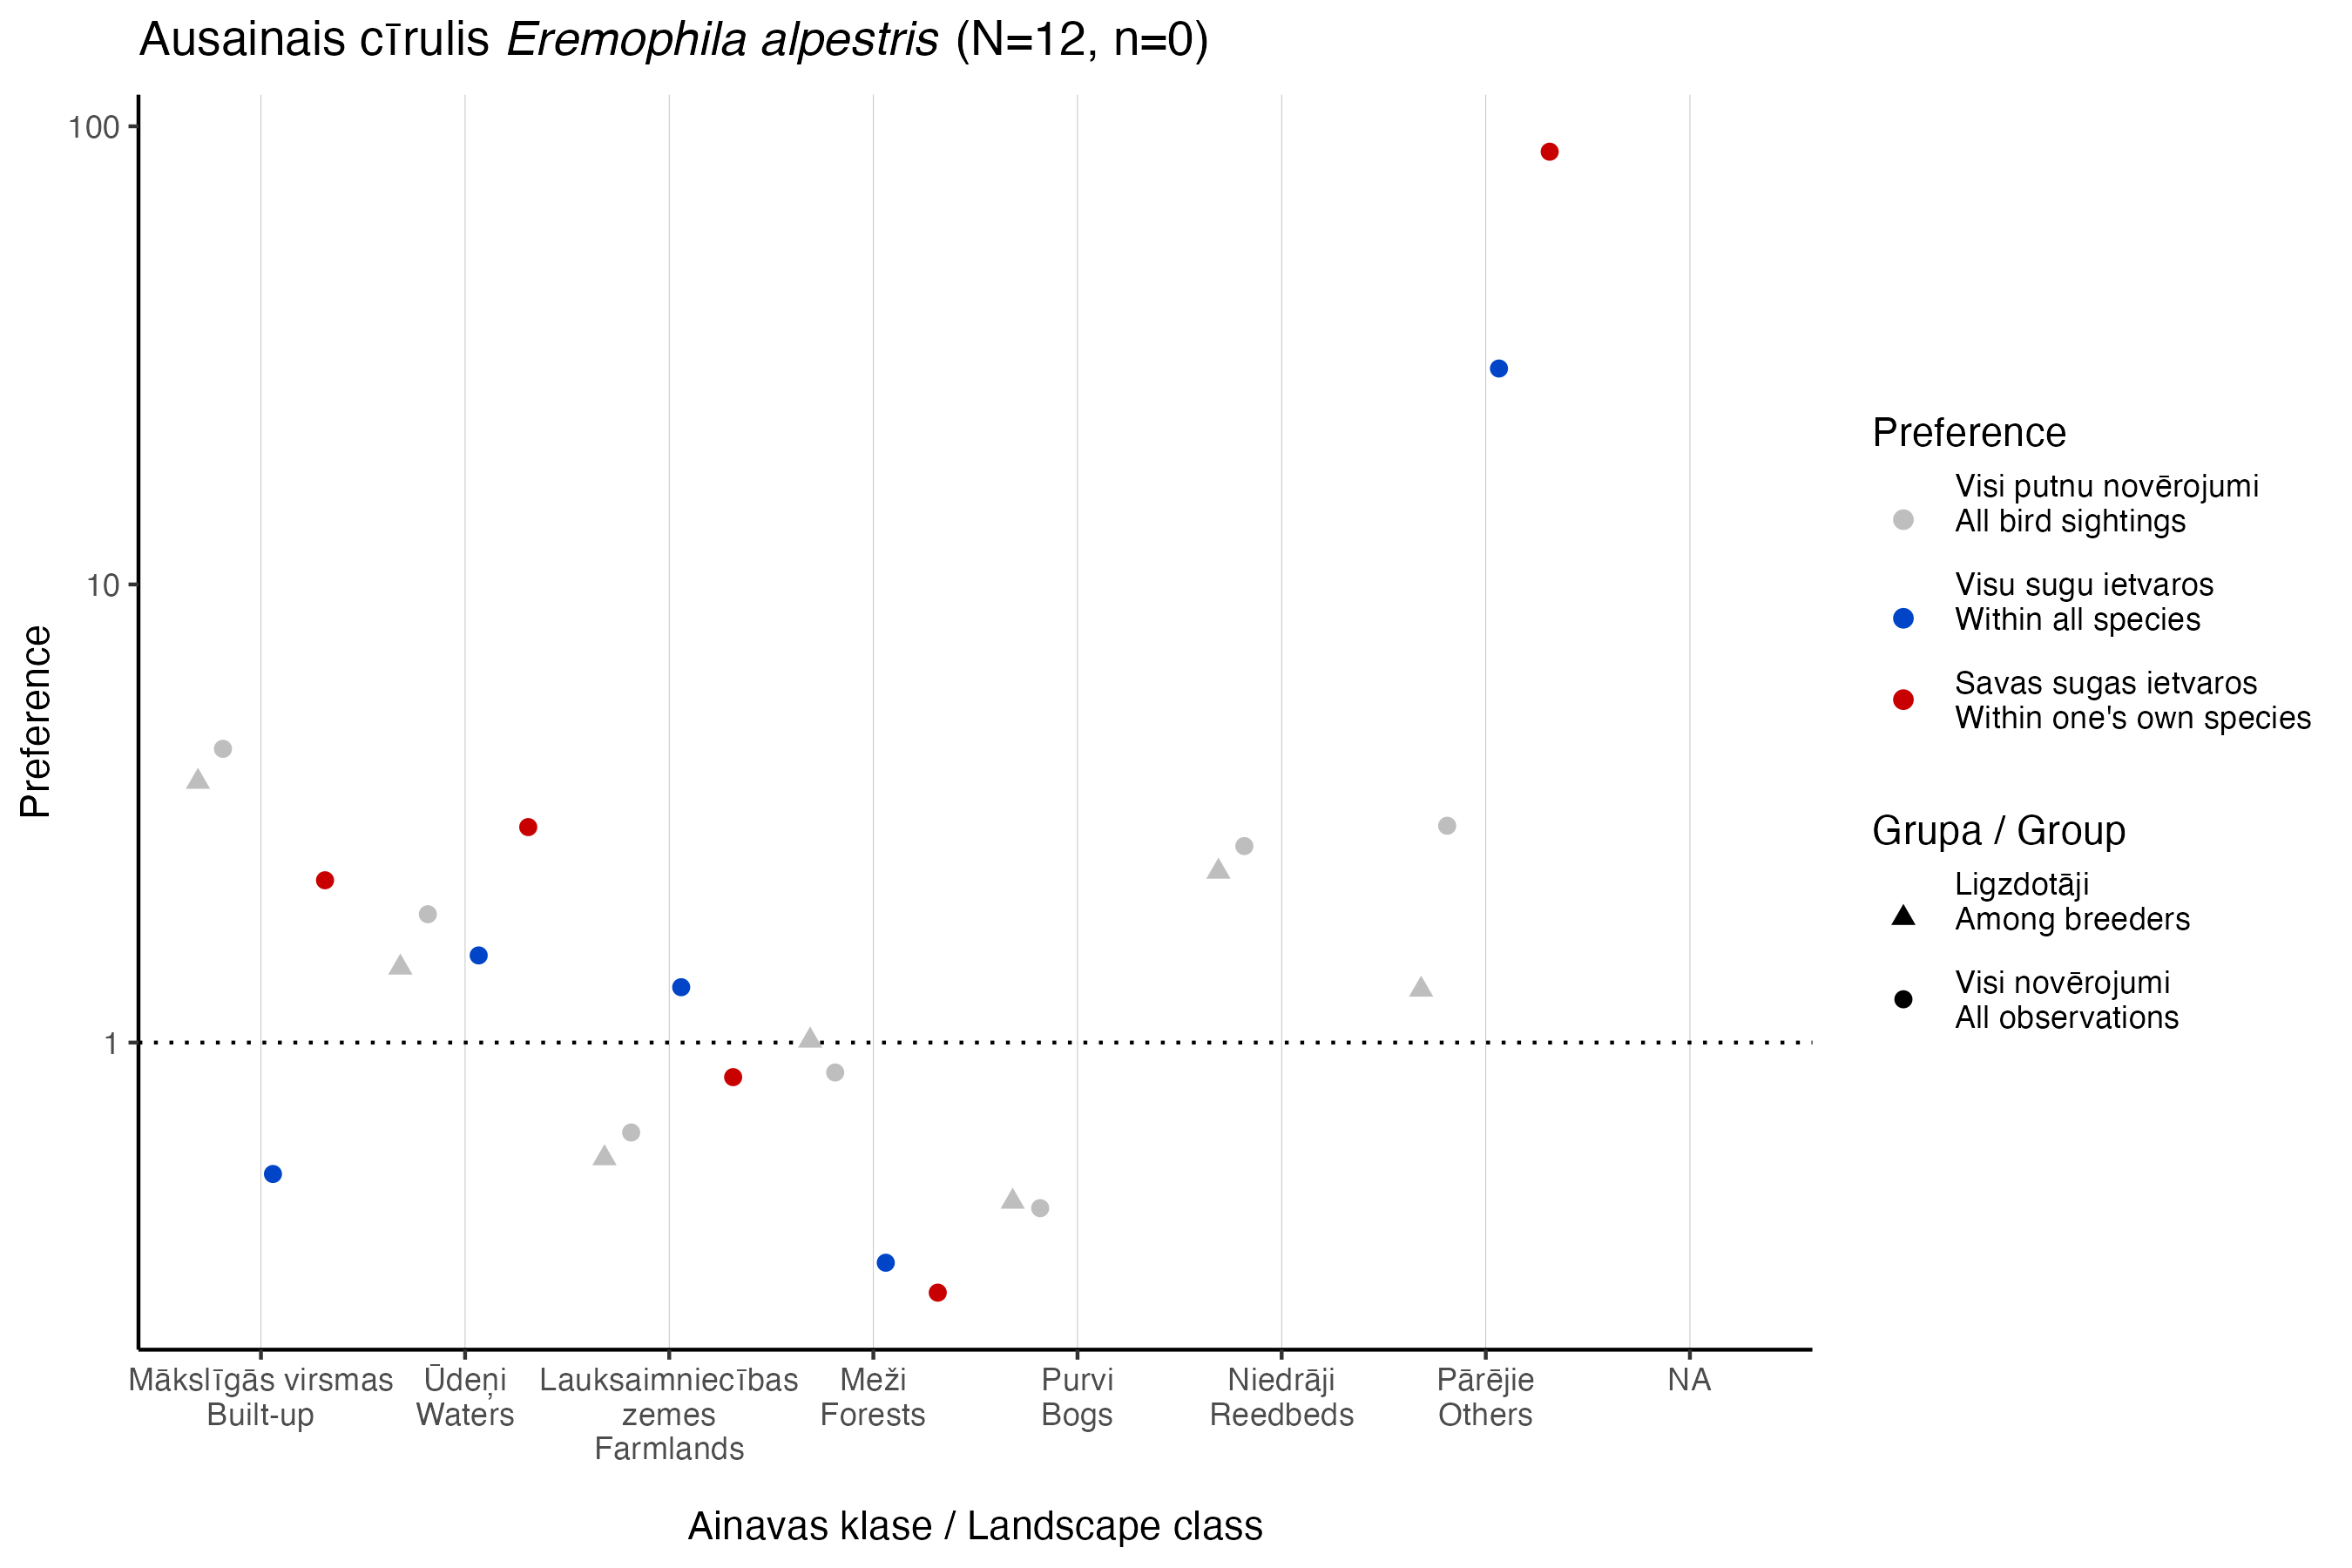 Ausainais cīrulis Eremophila alpestris (N=12, n=0)
100
10
1
Preference
Mākslīgās virsmas
Built-up
Ūdeņi
Waters
Lauksaimniecības
zemes
Farmlands
Meži
Forests
Purvi
Bogs
Niedrāji
Reedbeds
Pārējie
Others
NA
Ainavas klase / Landscape class
Preference
Visi putnu novērojumi
All bird sightings
Visu sugu ietvaros
Within all species
Savas sugas ietvaros
Within one's own species
Grupa / Group
Ligzdotāji
Among breeders
Visi novērojumi
All observations